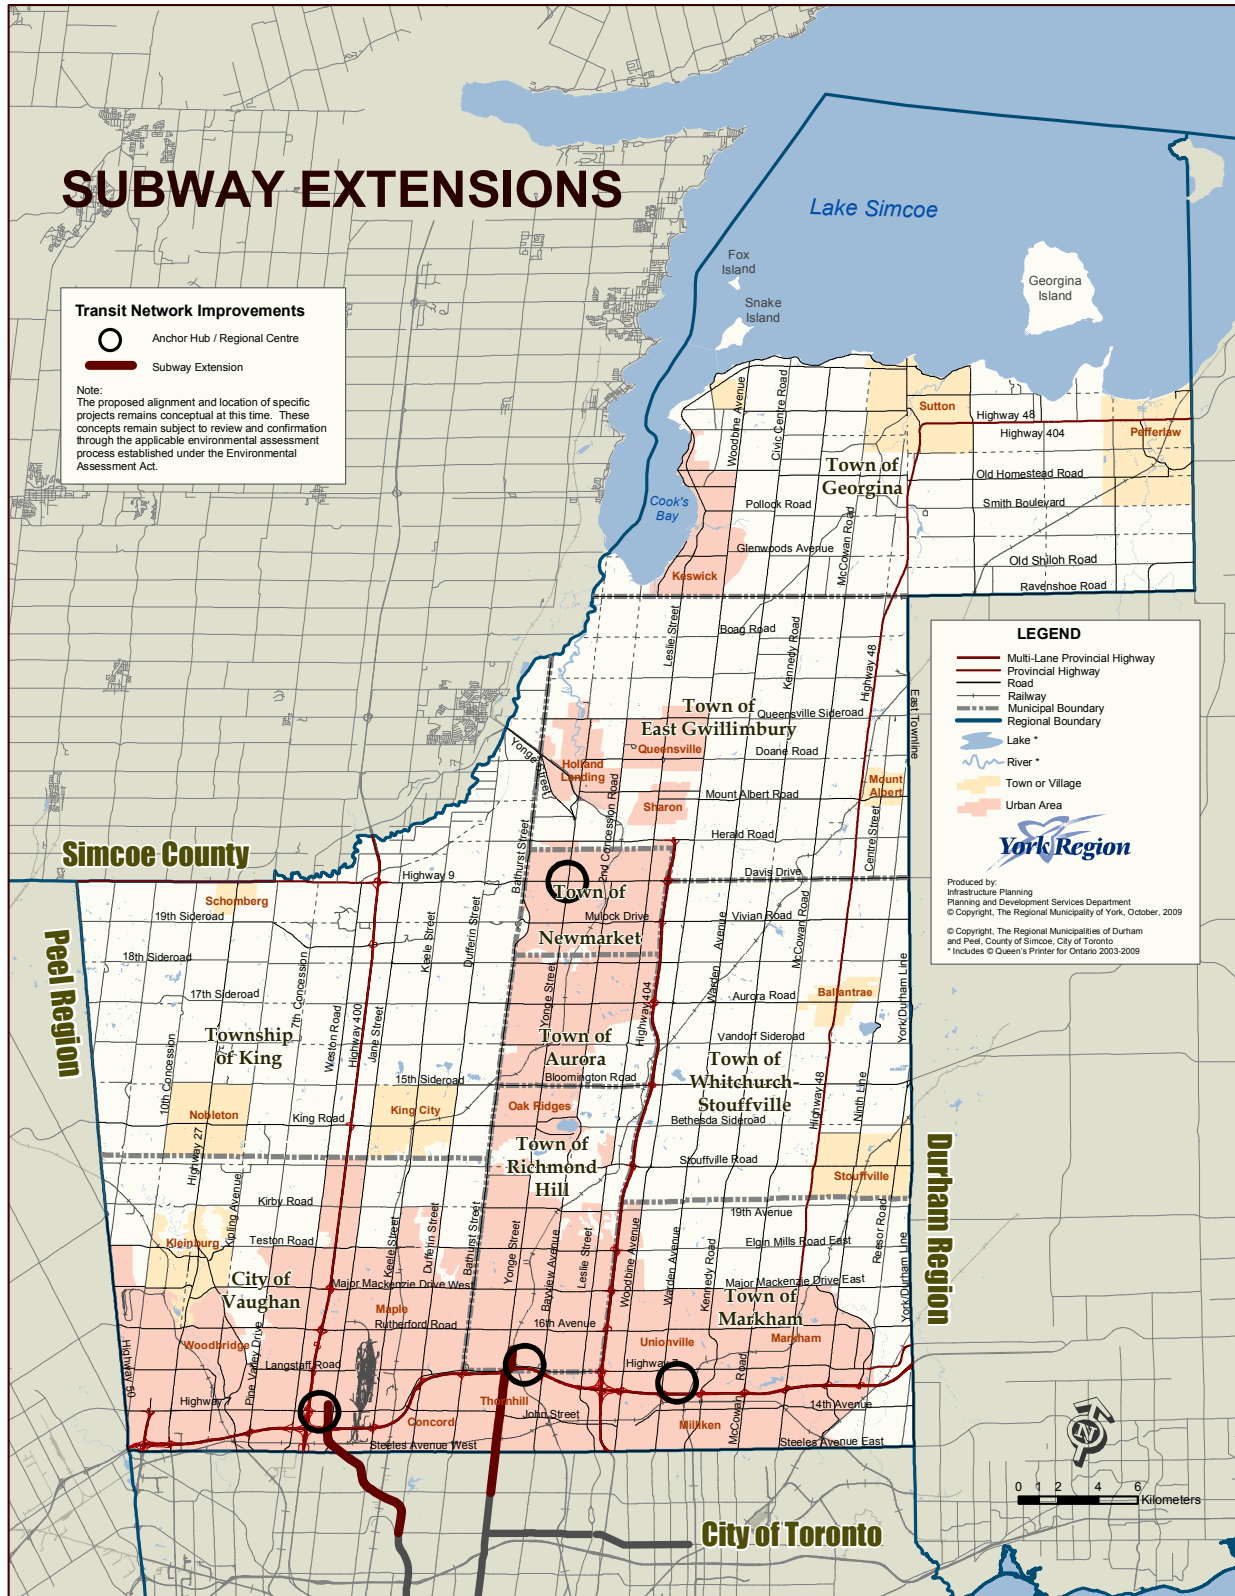 SUBWAY EXTENSIONS
Lake Simcoe
Fox
Island
Snake
Island
Georgina
Island
Transit Network Improvements
Anchor Hub / Regional Centre
Subway Extension
Note:
The proposed alignment and location of specific
projects remains conceptual at this time. These
concepts remain subject to review and confirmation
through the applicable environmental assessment
process established under the Environmental
Assessment Act.
Woodbine Avenue
Civic Centre Road
Sutton
Highway 48
Highway 404
Pefferlaw
Town of
Georgina
Old Homestead Road
Cook's
Bay
Pollock Road
Smith Boulevard
McCowan Road
Glenwoods Avenue
Old Shiloh Road
Keswick
Ravenshoe Road
Leslie Street
Boag Road
Kennedy Road
Highway 48
East Townline
LEGEND
Multi-Lane Provincial Highway
Provincial Highway
Road
Railway
Municipal Boundary
Regional Boundary
Lake *
River *
Town or Village
Urban Area
York Region
Produced by:
Infrastructure Planning
Planning and Development Services Department
© Copyright, The Regional Municipality of York, October, 2009
© Copyright, The Regional Municipalities of Durham
and Peel, County of Simcoe, City of Toronto
* Includes © Queen's Printer for Ontario 2003-2009
Town of
East Gwillimbury
Queensville Sideroad
Queensville
Doane Road
Yonge Street
Holland
Landing
Mount
Albert
Mount Albert Road
Sharon
2nd Concession Road
Herald Road
Centre Street
Bathurst Street
Simcoe County
Highway 9
Davis Drive
Town of
Newmarket
Schomberg
19th Sideroad
Mulock Drive
Vivian Road
Keele Street
Dufferin Street
Warden Avenue
McCowan Road
Peel Region
18th Sideroad
17th Sideroad
7th Concession
Yonge Street
Highway 404
Aurora Road
Ballantrae
York/Durham Line
Township
of King
Weston Road
Highway 400
Jane Street
Town of
Aurora
Vandorf Sideroad
Town of
Whitchurch-
Stouffville
10th Concession
15th Sideroad
Bloomington Road
Highway 48
Ninth Line
Nobleton
King Road
King City
Oak Ridges
Bethesda Sideroad
Highway 27
Town of
Richmond
Hill
Stouffville Road
Stouffville
Durham Region
Kipling Avenue
Kirby Road
19th Avenue
Kleinburg
Teston Road
Keele Street
Dufferin Street
Bathurst Street
Yonge Street
Bayview Avenue
Leslie Street
Woodbine Avenue
Warden Avenue
Kennedy Road
Elgin Mills Road East
Reesor Road
York/Durham Line
City of
Vaughan
Major Mackenzie Drive West
Major Mackenzie Drive East
Town of
Markham
Maple
Rutherford Road
16th Avenue
Unionville
Markham
Woodbridge
Highway 50
Pine Valley Drive
Langstaff Road
Highway 7
Highway 7
Thornhill
Concord
John Street
Milliken
McCowan Road
14th Avenue
Steeles Avenue West
Steeles Avenue East
N
0 1 2 4 6
Kilometers
City of Toronto